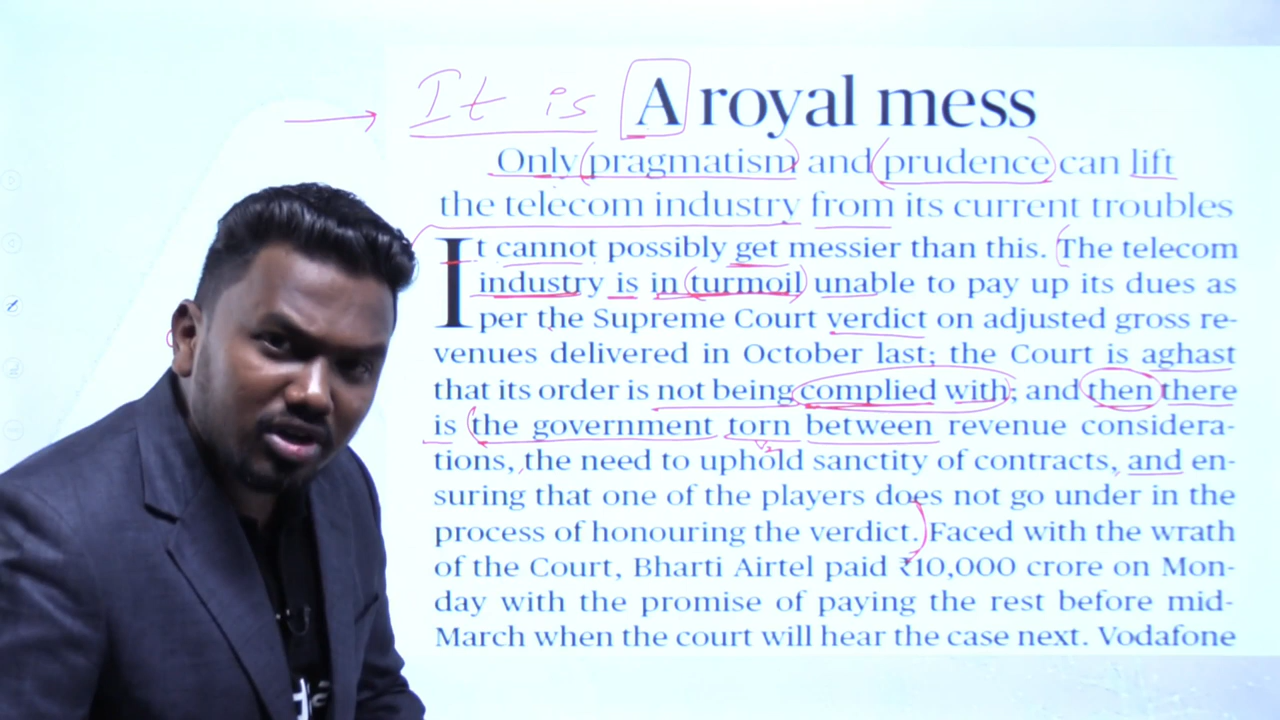 It is A royal mess
Only pragmatism and prudence can lift
the telecom industry from its current troubles
It cannot possibly get messier than this. The telecom
industry is in turmoil unable to pay up its dues as
per the Supreme Court verdict on adjusted gross re-
venues delivered in October last; the Court is aghast
that its order is not being complied with; and then there
is the government torn between revenue considera-
tions, the need to uphold sanctity of contracts, and en-
suring that one of the players does not go under in the
process of honouring the verdict. Faced with the wrath
of the Court, Bharti Airtel paid ₹10,000 crore on Mon-
day with the promise of paying the rest before mid-
March when the court will hear the case next. Vodafone